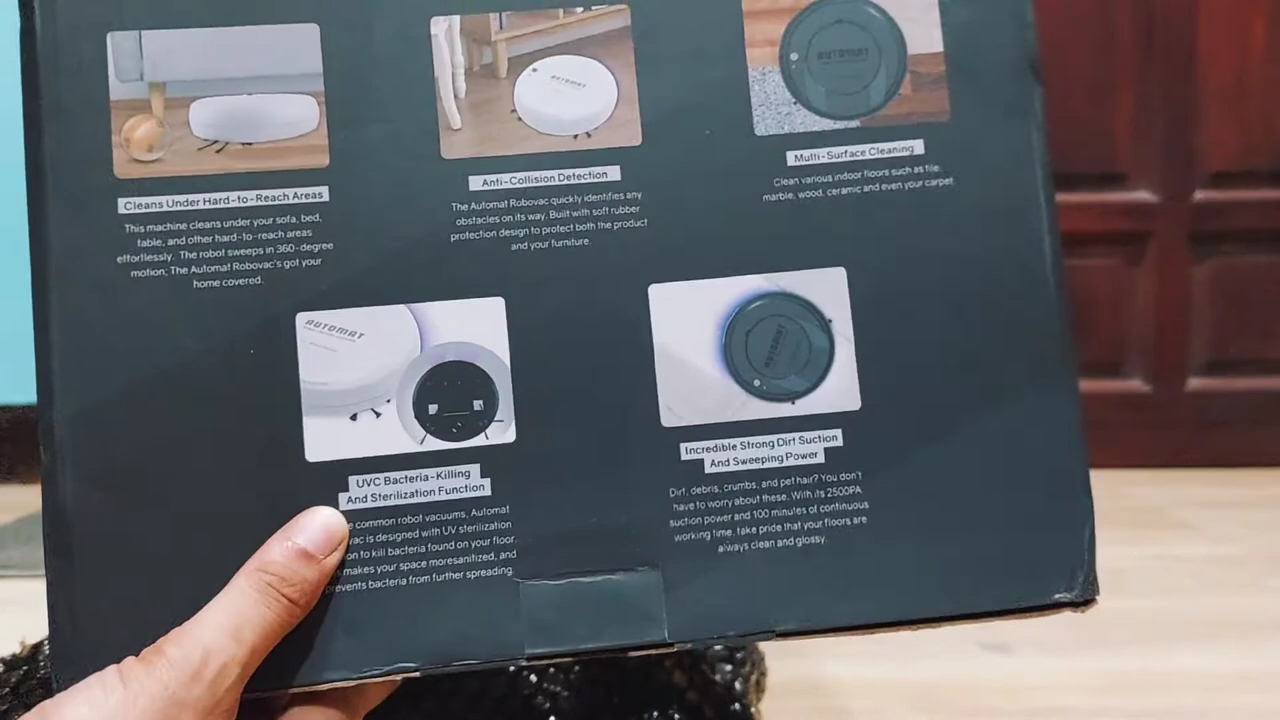 AUTOMAT
AUTOMAT
Cleans Under Hard-to-Reach Areas
This machine cleans under your sofa, bed,
table, and other hard-to-reach areas
effortlessly. The robot sweeps in 360-degree
motion; The Automat Robovac's got your
home covered.
Anti-Collision Detection
The Automat Robovac quickly identifies any
obstacles on its way. Built with soft rubber
protection design to protect both the product
and your furniture.
Multi-Surface Cleaning
Clean various indoor floors such as tile,
marble, wood, ceramic and even your carpet.
AUTOMAT
AUTOMAT
UVC Bacteria-Killing
And Sterilization Function
common robot vacuums, Automat
is designed with UV sterilization
to kill bacteria found on your floor.
makes your space moresanitized, and
prevents bacteria from further spreading.
Incredible Strong Dirt Suction
And Sweeping Power
Dirt, debris, crumbs, and pet hair? You don't
have to worry about these. With its 2500PA
suction power and 100 minutes of continuous
working time, take pride that your floors are
always clean and glossy.